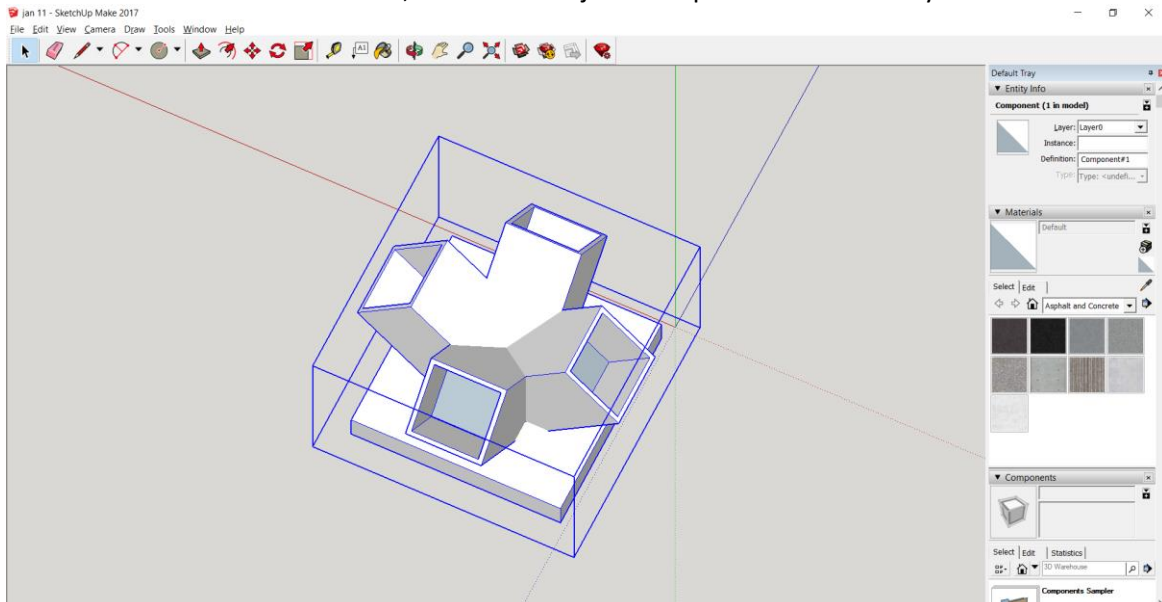 jan 11 - SketchUp Make 2017
File Edit View Camera Draw Tools Window Help
A1
Default Tray
Entity Info
Component (1 in model)
Layer: Layer0
Instance:
Definition: Component#1
Type: Type: <undefi...
Materials
Default
Select Edit
Asphalt and Concrete
Components
Select Edit Statistics
3D Warehouse
Components Sampler